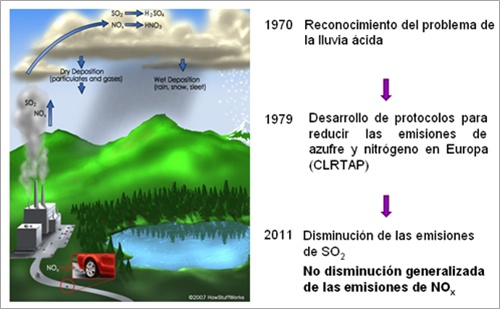 SO₂ → H₂SO₄
NOₓ → HNO₃
Dry Deposition
(particulates and gases)
Wet Deposition
(rain, snow, sleet)
SO₂
NOₓ
NOₓ
©2007 HowStuffWorks
1970 Reconocimiento del problema de
la lluvia ácida
1979 Desarrollo de protocolos para
reducir las emisiones de
azufre y nitrógeno en Europa
(CLRTAP)
2011 Disminución de las emisiones
de SO₂
No disminución generalizada
de las emisiones de NOₓ